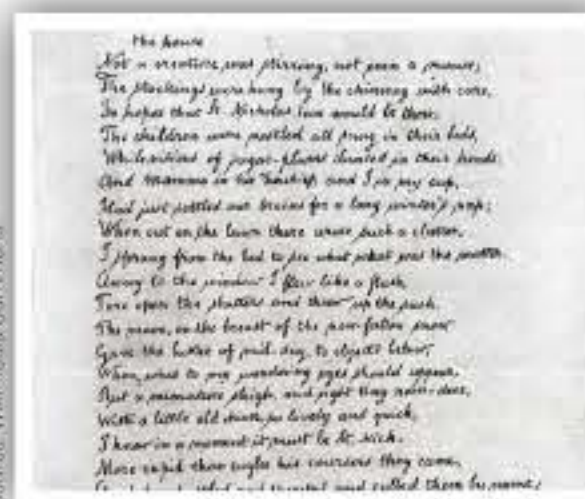 the house
Not a creature was stirring, not even a mouse;
The stockings were hung by the chimney with care,
In hopes that St. Nicholas soon would be there.
The children were nestled all snug in their beds,
While visions of sugar-plums danced in their heads.
And Mamma in her 'kerchief, and I in my cap,
Had just settled our brains for a long winter's nap;
When out on the lawn there arose such a clatter,
I sprang from the bed to see what was the matter.
Away to the window I flew like a flash,
Tore open the shutters and threw up the sash.
The moon, on the breast of the new-fallen snow
Gave the lustre of mid-day to objects below,
When, what to my wondering eyes should appear,
But a miniature sleigh, and eight tiny rein-deer,
With a little old driver, so lively and quick,
I knew in a moment it must be St. Nick.
More rapid than eagles his coursers they came,
and called them by name;